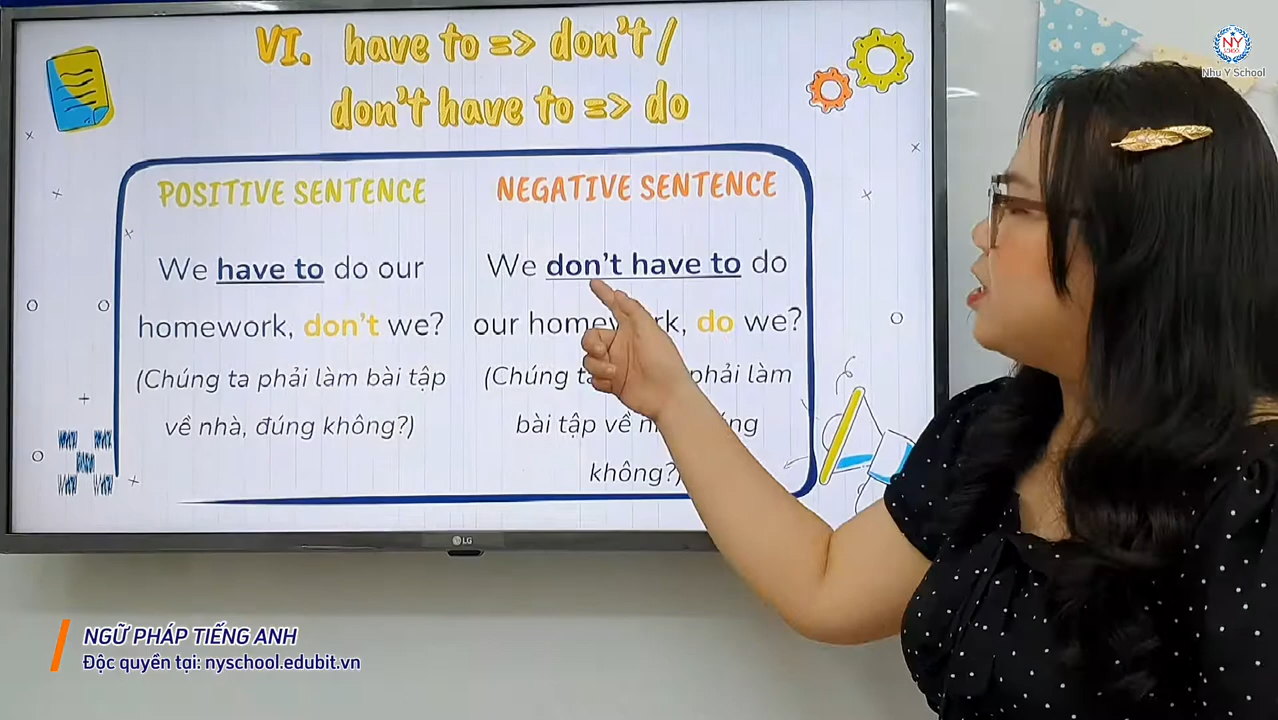 VI. have to => don't /
don't have to => do
POSITIVE SENTENCE
We have to do our
homework, don't we?
(Chúng ta phải làm bài tập
về nhà, đúng không?)
NEGATIVE SENTENCE
We don't have to do
our k, do we?
(Chúng phải làm
bài tập về
không?)
LG
NY
SCHOOL
Nhu Y School
NGỮ PHÁP TIẾNG ANH
Độc quyền tại: nyschool.edubit.vn